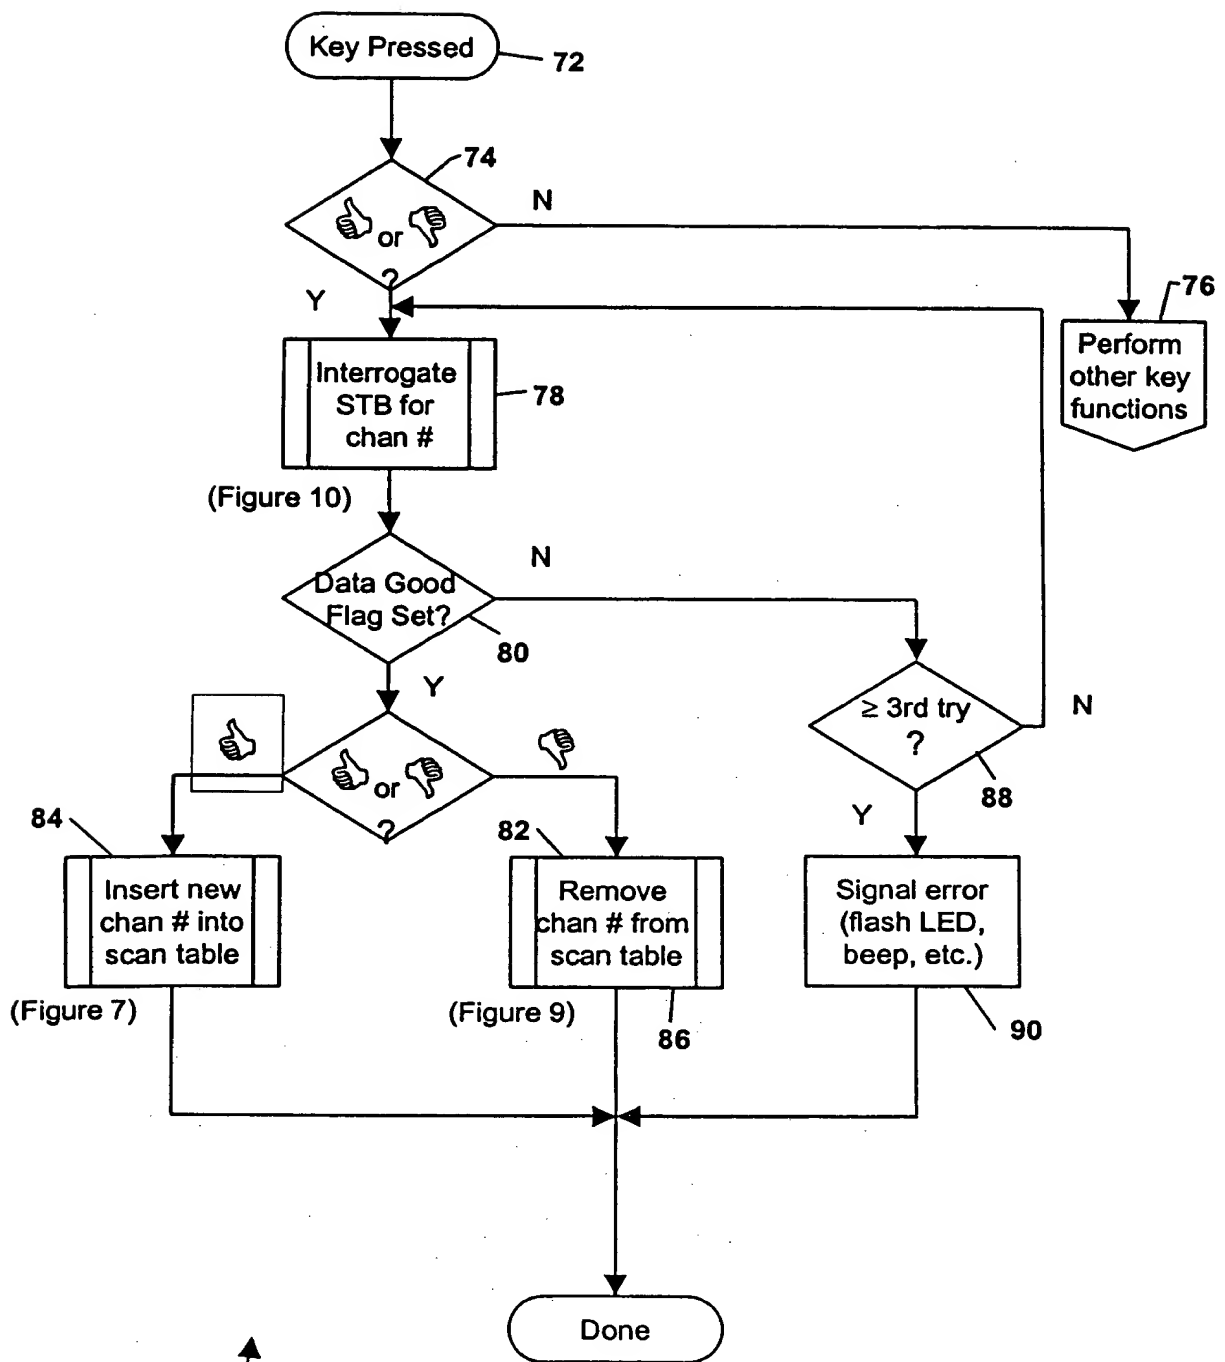 Key Pressed
72
74
or
?
N
Y
76
Perform
other key
functions
Interrogate
STB for
chan #
78
(Figure 10)
Data Good
Flag Set?
N
80
Y
≥ 3rd try
?
N
88
Y
or
?
84
82
Insert new
chan # into
scan table
Remove
chan # from
scan table
Signal error
(flash LED,
beep, etc.)
(Figure 7)
(Figure 9)
86
90
Done